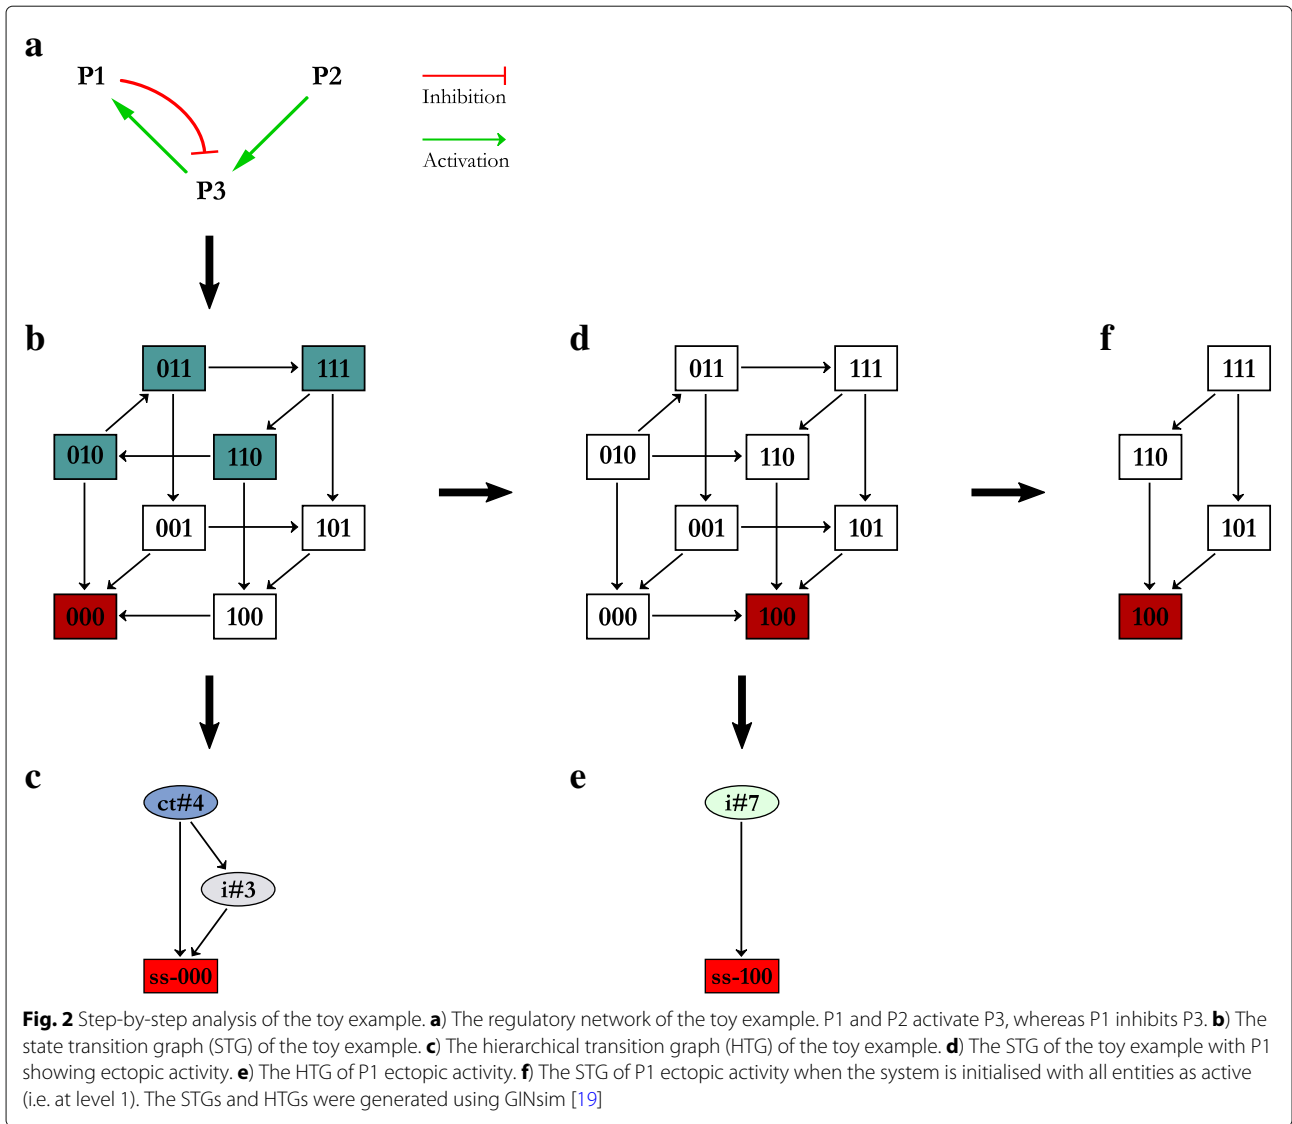 a
P1
P2
P3
Inhibition
Activation
b
011
111
010
110
001
101
000
100
d
011
111
010
110
001
101
000
100
f
111
110
101
100
c
ct#4
i#3
ss-000
e
i#7
ss-100
Fig. 2 Step-by-step analysis of the toy example. a) The regulatory network of the toy example. P1 and P2 activate P3, whereas P1 inhibits P3. b) The
state transition graph (STG) of the toy example. c) The hierarchical transition graph (HTG) of the toy example. d) The STG of the toy example with P1
showing ectopic activity. e) The HTG of P1 ectopic activity. f) The STG of P1 ectopic activity when the system is initialised with all entities as active
(i.e. at level 1). The STGs and HTGs were generated using GINsim [19]